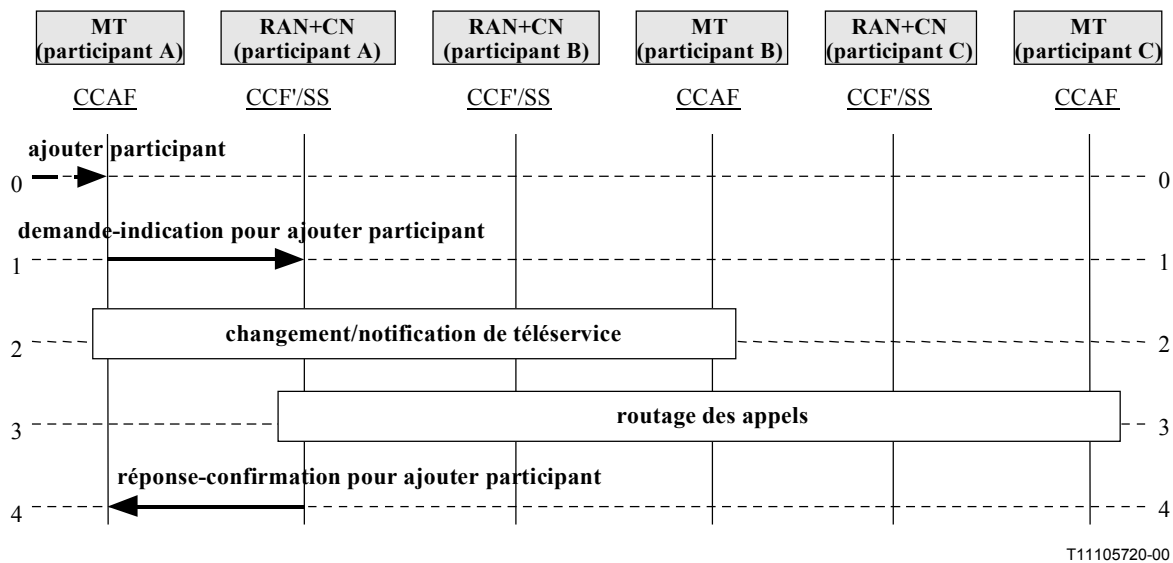 MT
(participant A)
RAN+CN
(participant A)
RAN+CN
(participant B)
MT
(participant B)
RAN+CN
(participant C)
MT
(participant C)
CCAF
CCF'/SS
CCF'/SS
CCAF
CCF'/SS
CCAF
ajouter participant
0
0
demande-indication pour ajouter participant
1
1
changement/notification de téléservice
2
2
routage des appels
3
3
réponse-confirmation pour ajouter participant
4
4
T11105720-00